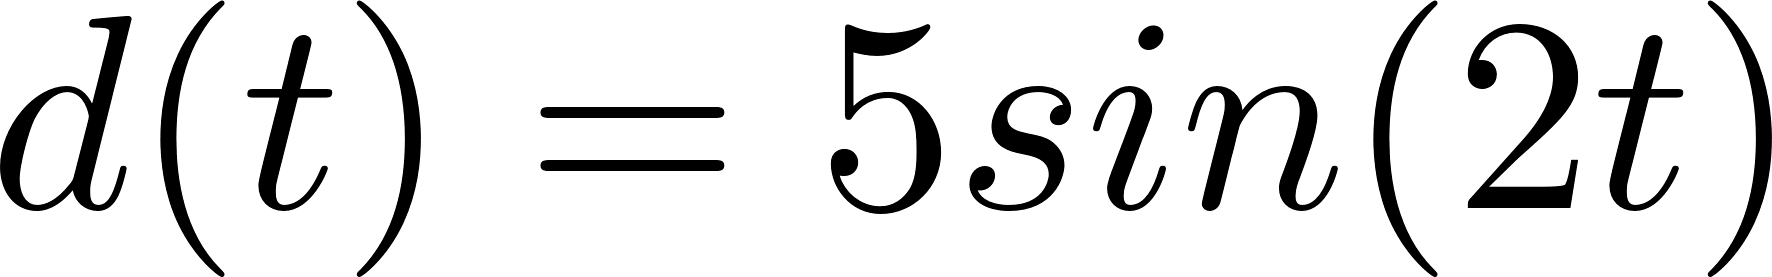 d(t) = 5sin(2t)